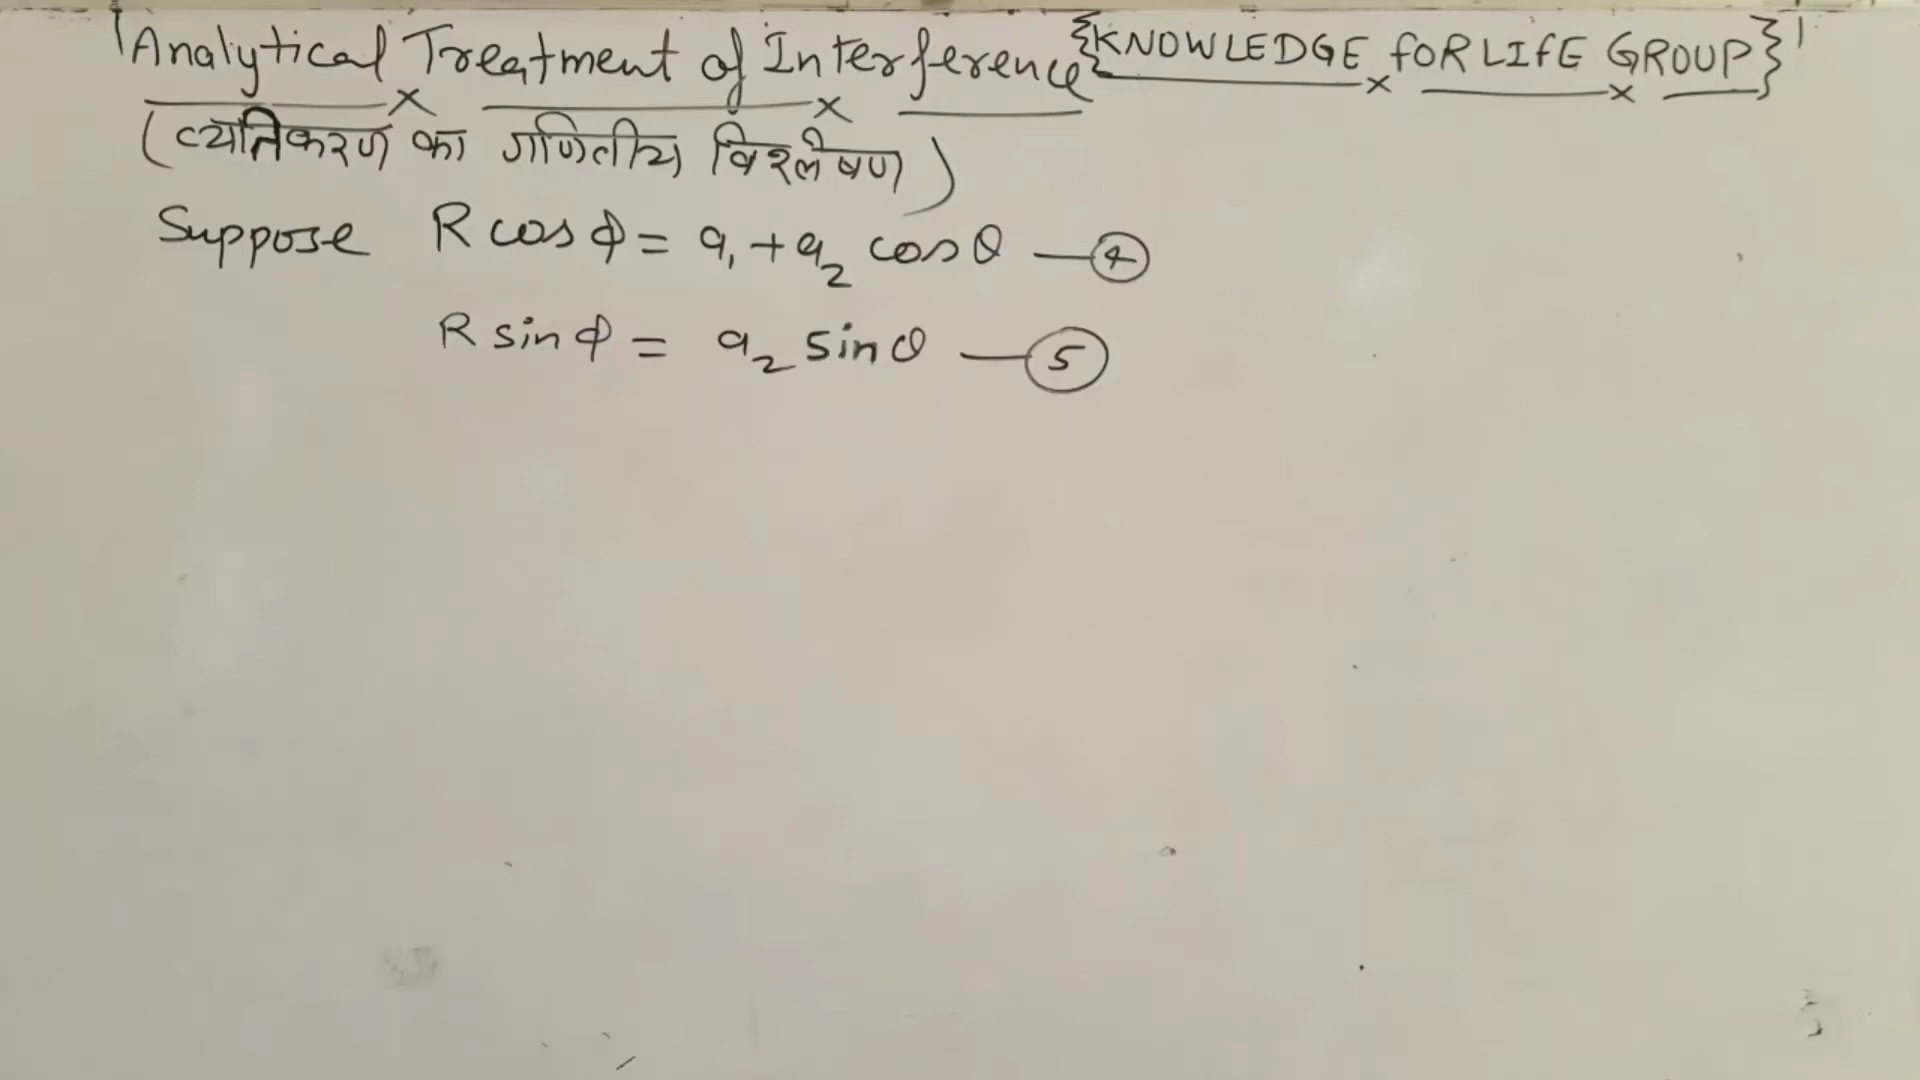 Analytical Treatment of Interference {KNOWLEDGE fOR LIfE GROUP}
(व्यतिकरण का गणितीय विश्लेषण)
Suppose R cos ϕ = a₁ + a₂ cos θ — ④
R sin ϕ = a₂ sin θ — ⑤